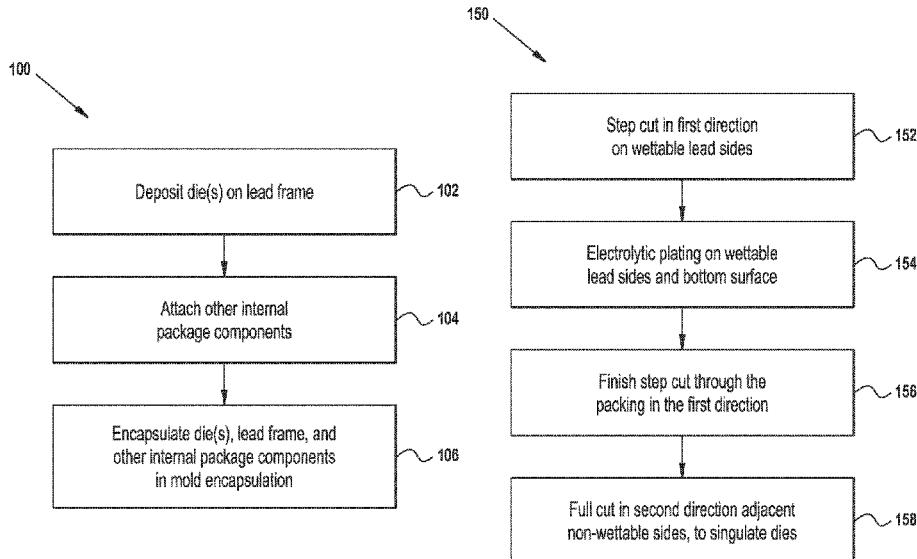 100
Deposit die(s) on lead frame
102
Attach other internal
package components
104
Encapsulate die(s), lead frame, and
other internal package components
in mold encapsulation
106
150
Step cut in first direction
on wettable lead sides
152
Electrolytic plating on wettable
lead sides and bottom surface
154
Finish step cut through the
packing in the first direction
156
Full cut in second direction adjacent
non-wettable sides, to singulate dies
158